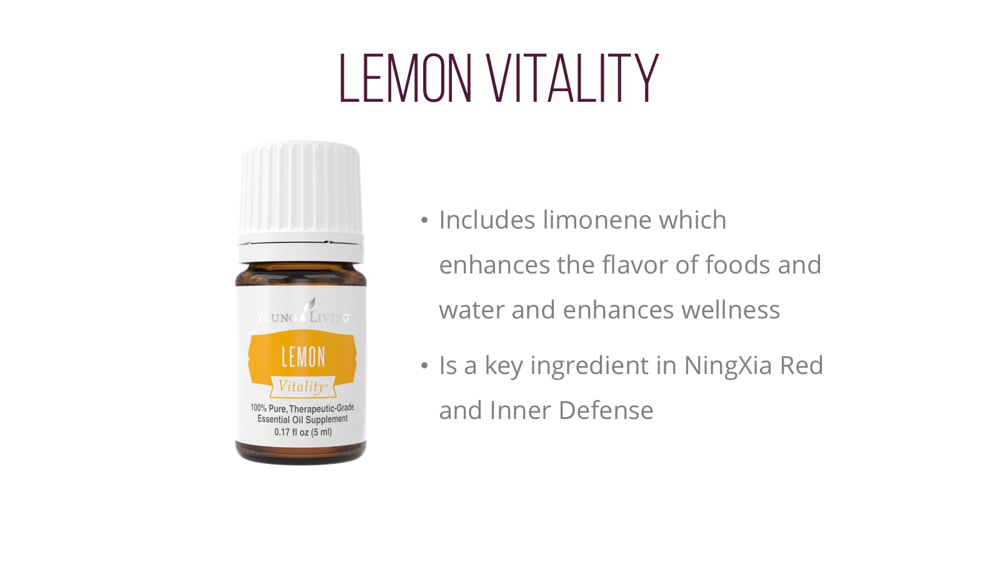 LEMON VITALITY
YOUNG LIVING
LEMON
Vitality™
100% Pure, Therapeutic-Grade
Essential Oil Supplement
0.17 fl oz (5 ml)
• Includes limonene which
enhances the flavor of foods and
water and enhances wellness
• Is a key ingredient in NingXia Red
and Inner Defense